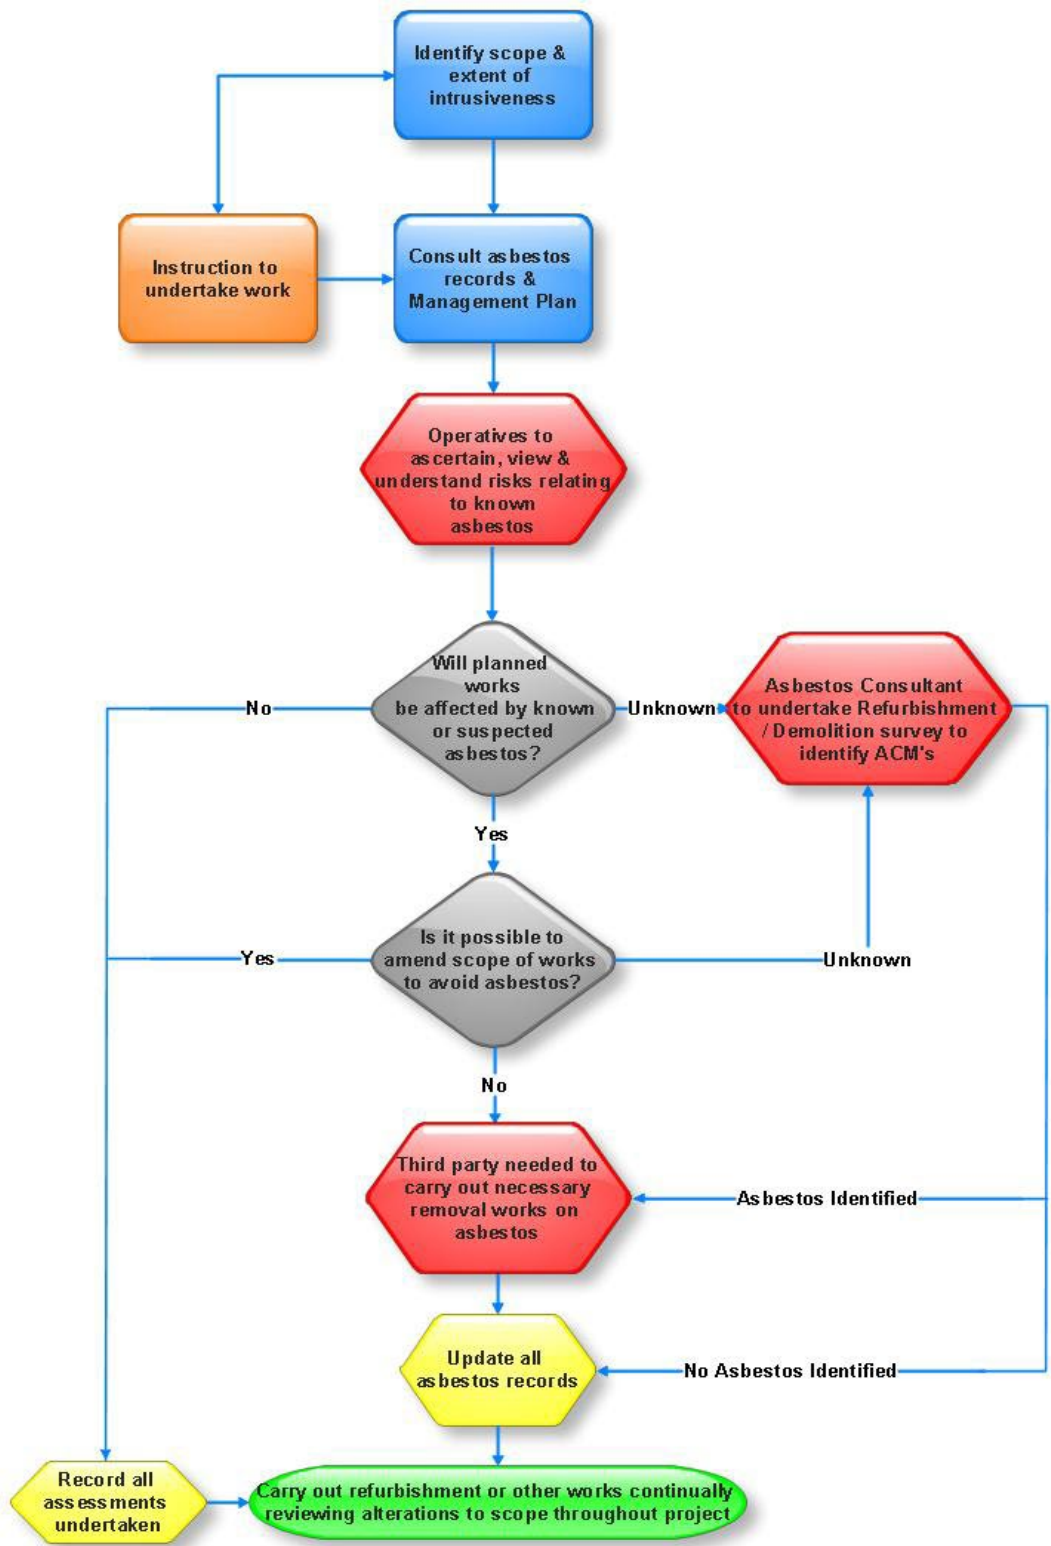 Identify scope &
extent of
intrusiveness
Instruction to
undertake work
Consult asbestos
records &
Management Plan
Operatives to
ascertain, view &
understand risks relating
to known
asbestos
Will planned
works
be affected by known
or suspected
asbestos?
No
Unknown
Asbestos Consultant
to undertake Refurbishment
/ Demolition survey to
identify ACM's
Yes
Is it possible to
amend scope of works
to avoid asbestos?
Yes
Unknown
No
Third party needed to
carry out necessary
removal works on
asbestos
Asbestos Identified
Update all
asbestos records
No Asbestos Identified
Record all
assessments
undertaken
Carry out refurbishment or other works continually
reviewing alterations to scope throughout project